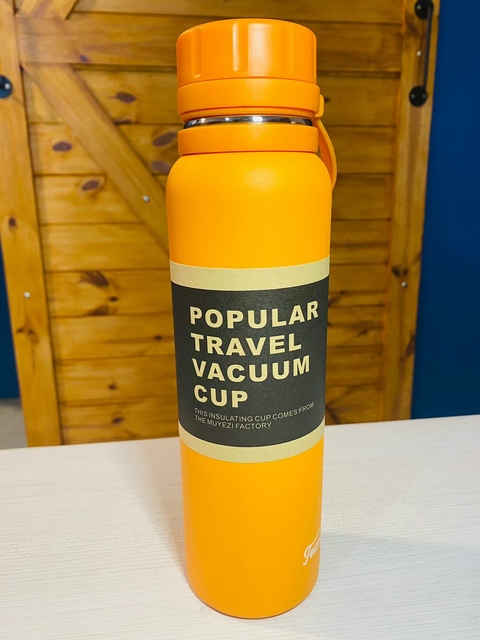 POPULAR
TRAVEL
VACUUM
CUP
THIS INSULATING CUP COMES FROM
THE MUYEZI FACTORY